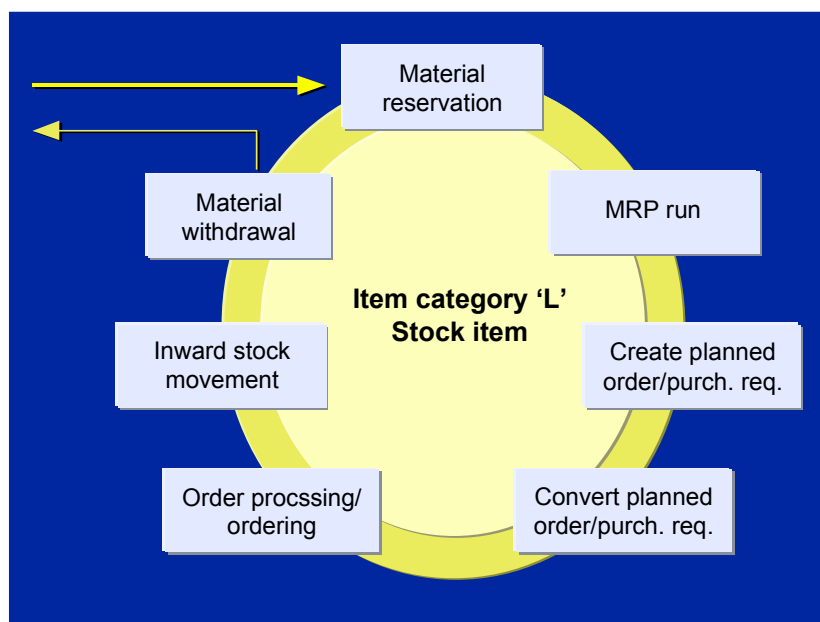 Material
reservation
MRP run
Create planned
order/purch. req.
Convert planned
order/purch. req.
Order procssing/
ordering
Inward stock
movement
Material
withdrawal
Item category ‘L’
Stock item